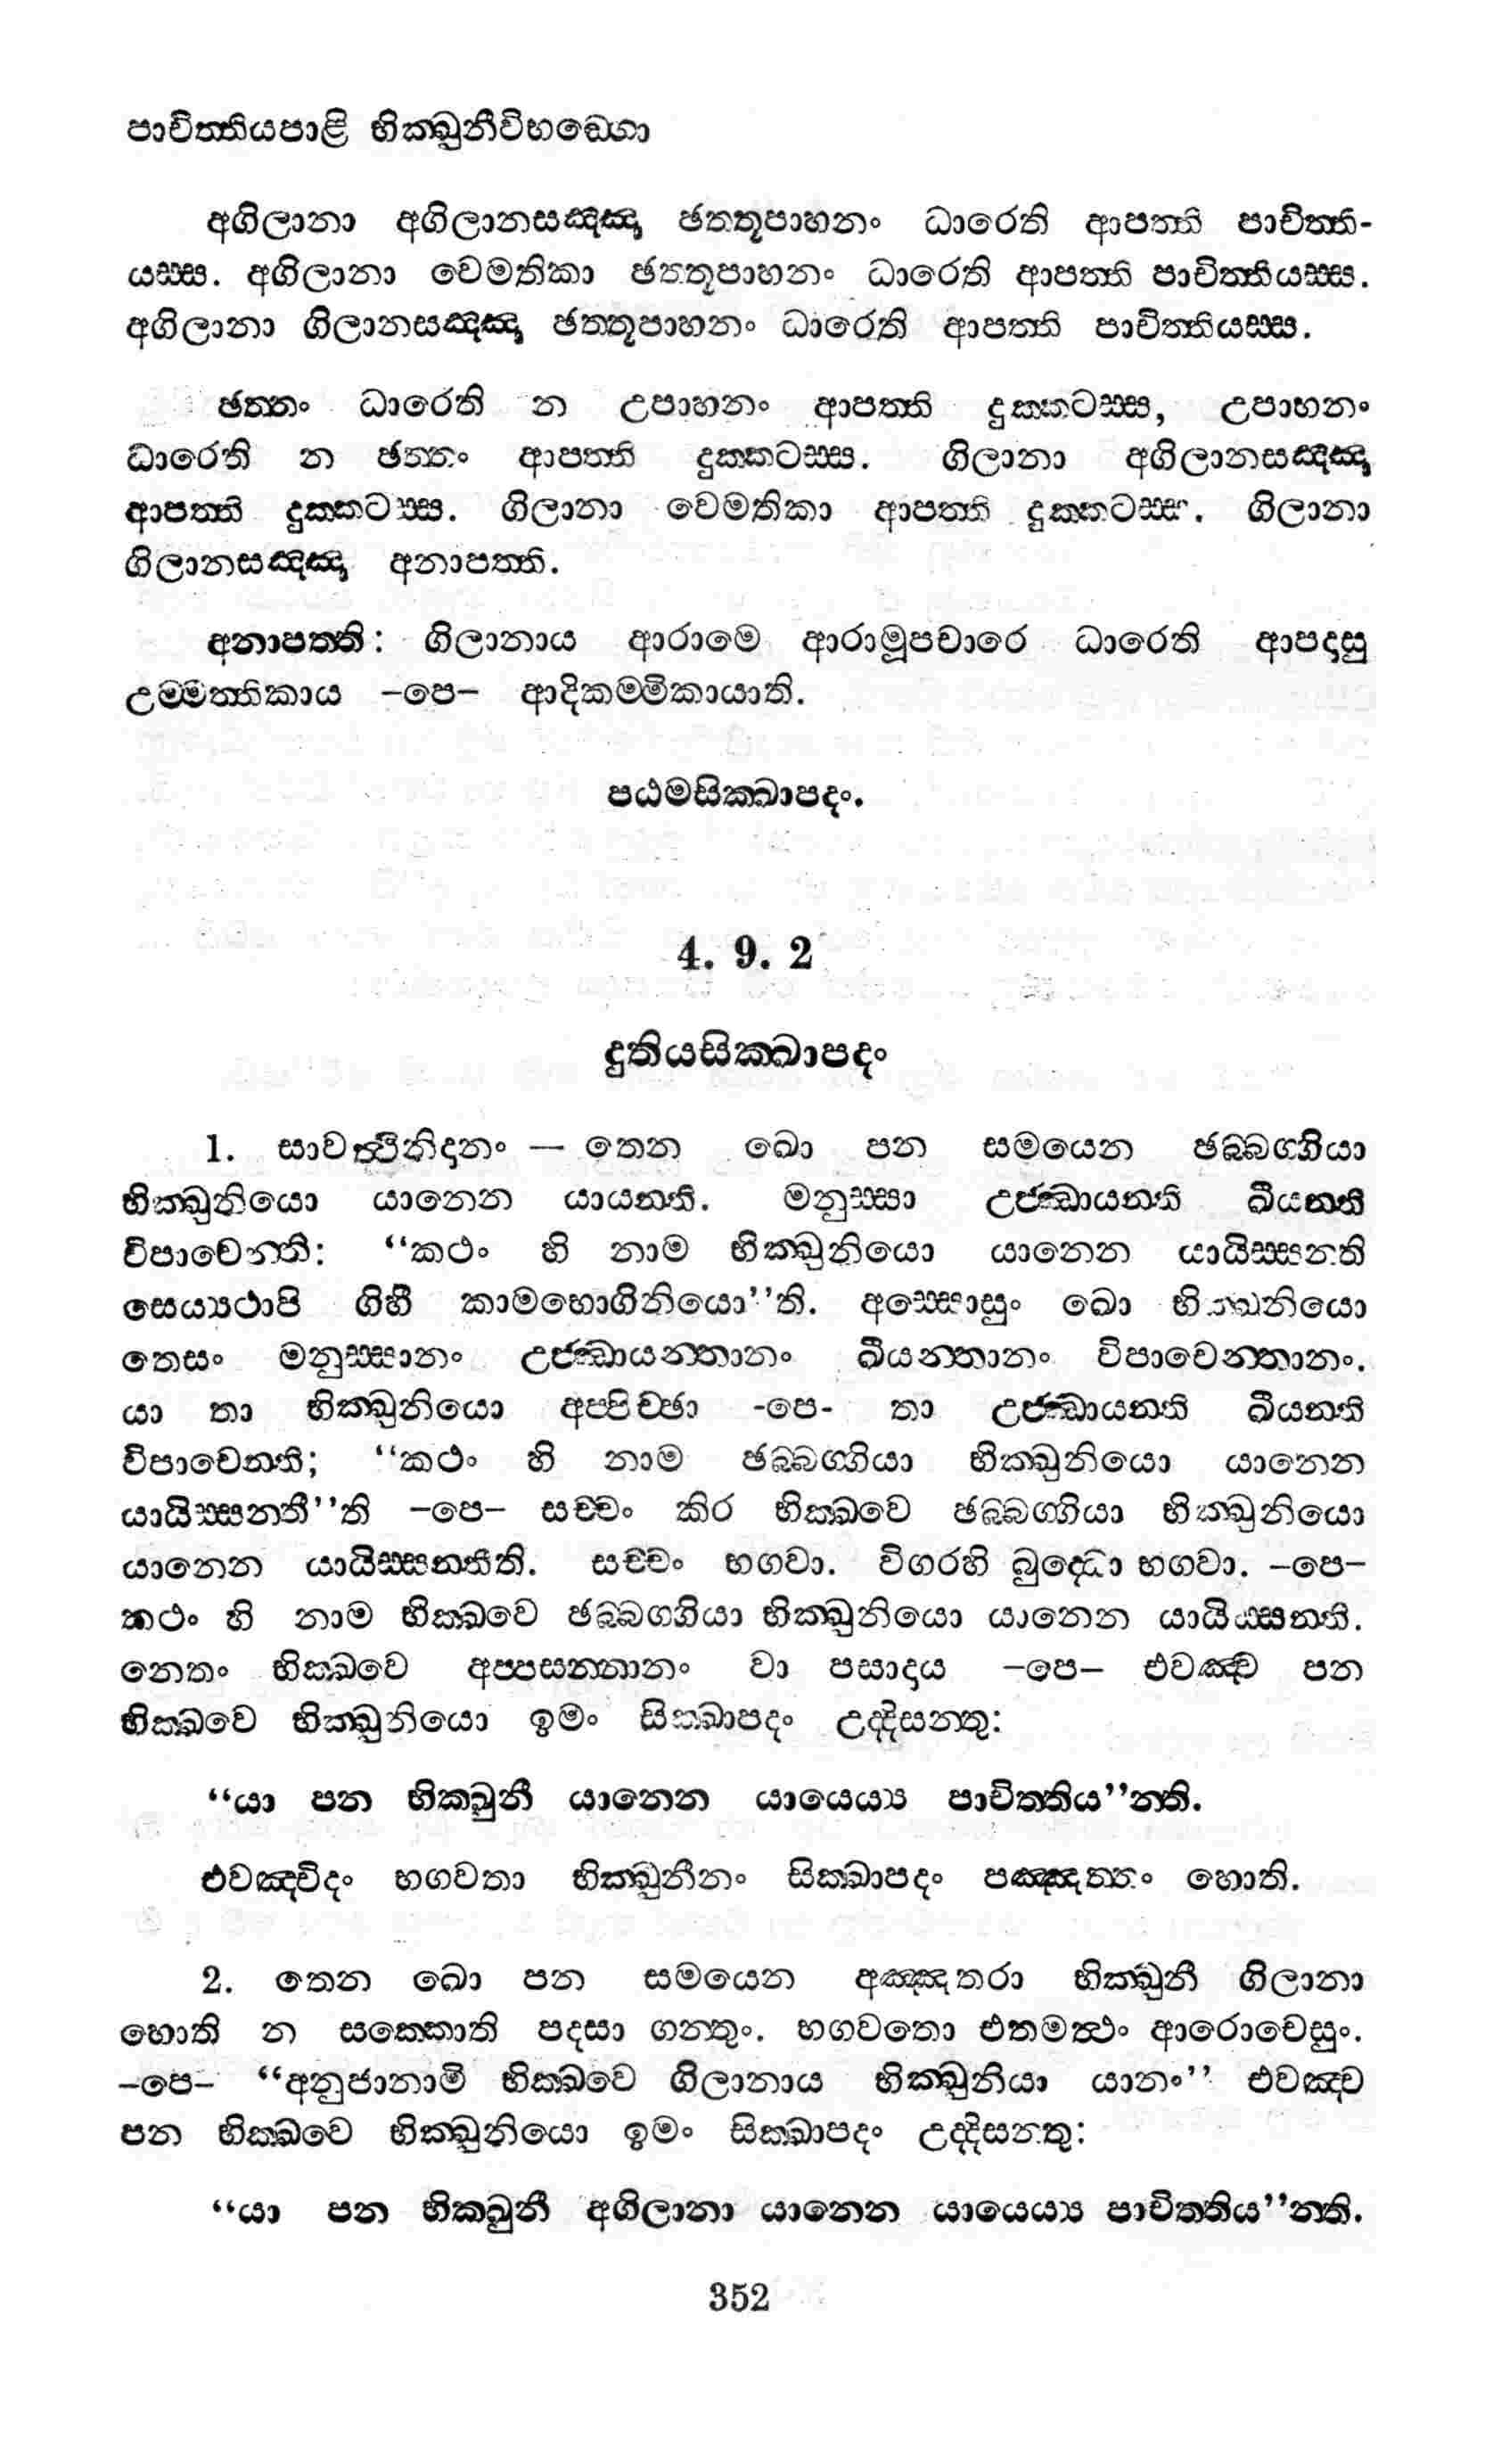 පාචිත්තියපාළි භික්ඛුනීවිභඞ්ගො
අගිලානා අගිලානසඤ්ඤා ඡත්තූපාහනං ධාරෙති ආපත්ති පාචිත්ති-
යස්ස. අගිලානා වෙමතිකා ඡත්තූපාහනං ධාරෙති ආපත්ති පාචිත්තියස්ස.
අගිලානා ගිලානසඤ්ඤා ඡත්තූපාහනං ධාරෙති ආපත්ති පාචිත්තියස්ස.
ඡත්තං ධාරෙති න උපාහනං ආපත්ති දුක්කටස්ස, උපාහනං
ධාරෙති න ඡත්තං ආපත්ති දුක්කටස්ස. ගිලානා අගිලානසඤ්ඤා
ආපත්ති දුක්කටස්ස. ගිලානා වෙමතිකා ආපත්ති දුක්කටස්ස. ගිලානා
ගිලානසඤ්ඤා අනාපත්ති.
අනාපත්ති: ගිලානාය ආරාමෙ ආරාමූපචාරෙ ධාරෙති ආපදාසු
උම්මත්තිකාය –පෙ– ආදිකම්මිකායාති.
පඨමසික්ඛාපදං.
4. 9. 2
දුතියසික්ඛාපදං
1. සාවත්ථිනිදානං — තෙන ඛො පන සමයෙන ඡබ්බග්ගියා
භික්ඛුනියො යානෙන යායන්ති. මනුස්සා උජ්ඣායන්ති ඛීයන්ති
විපාචෙන්ති: “කථං හි නාම භික්ඛුනියො යානෙන යායිස්සන්ති
සෙය්‍යථාපි ගිහී කාමභොගිනියො”ති. අස්සොසුං ඛො භික්ඛුනියො
තෙසං මනුස්සානං උජ්ඣායන්තානං ඛීයන්තානං විපාචෙන්තානං.
යා තා භික්ඛුනියො අප්පිච්ඡා -පෙ- තා උජ්ඣායන්ති ඛීයන්ති
විපාචෙන්ති; “කථං හි නාම ඡබ්බග්ගියා භික්ඛුනියො යානෙන
යායිස්සන්තී”ති –පෙ– සච්චං කිර භික්ඛවෙ ඡබ්බග්ගියා භික්ඛුනියො
යානෙන යායිස්සන්තීති. සච්චං භගවා. විගරහි බුද්ධො භගවා. –පෙ–
කථං හි නාම භික්ඛවෙ ඡබ්බග්ගියා භික්ඛුනියො යානෙන යායිස්සන්ති.
නෙතං භික්ඛවෙ අප්පසන්නානං වා පසාදාය –පෙ– එවඤ්ච පන
භික්ඛවෙ භික්ඛුනියො ඉමං සික්ඛාපදං උද්දිසන්තු:
“යා පන භික්ඛුනී යානෙන යායෙය්‍ය පාචිත්තිය”න්ති.
එවඤ්චිදං භගවතා භික්ඛුනීනං සික්ඛාපදං පඤ්ඤත්තං හොති.
2. තෙන ඛො පන සමයෙන අඤ්ඤතරා භික්ඛුනී ගිලානා
හොති න සක්කොති පදසා ගන්තුං. භගවතො එතමත්ථං ආරොචෙසුං.
–පෙ– “අනුජානාමි භික්ඛවෙ ගිලානාය භික්ඛුනියා යානං” එවඤ්ච
පන භික්ඛවෙ භික්ඛුනියො ඉමං සික්ඛාපදං උද්දිසන්තු:
“යා පන භික්ඛුනී අගිලානා යානෙන යායෙය්‍ය පාචිත්තිය”න්ති.
352